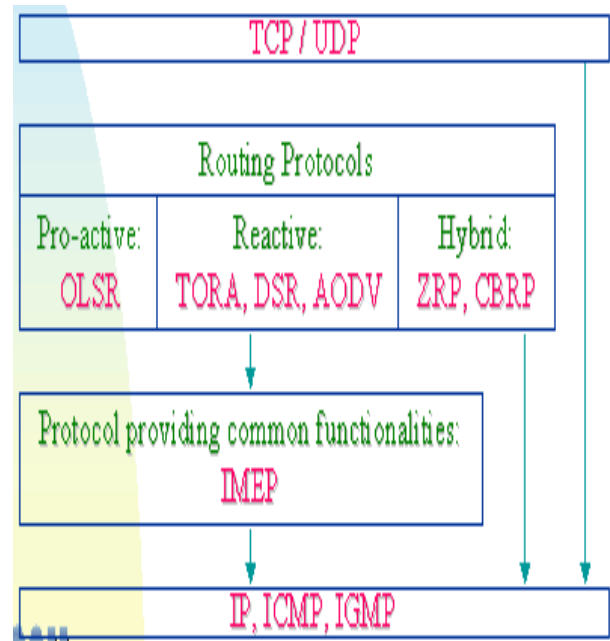 TCP / UDP
Routing Protocols
Pro-active:
OLSR
Reactive:
TORA, DSR, AODV
Hybrid:
ZRP, CBRP
Protocol providing common functionalities:
IMEP
IP, ICMP, IGMP